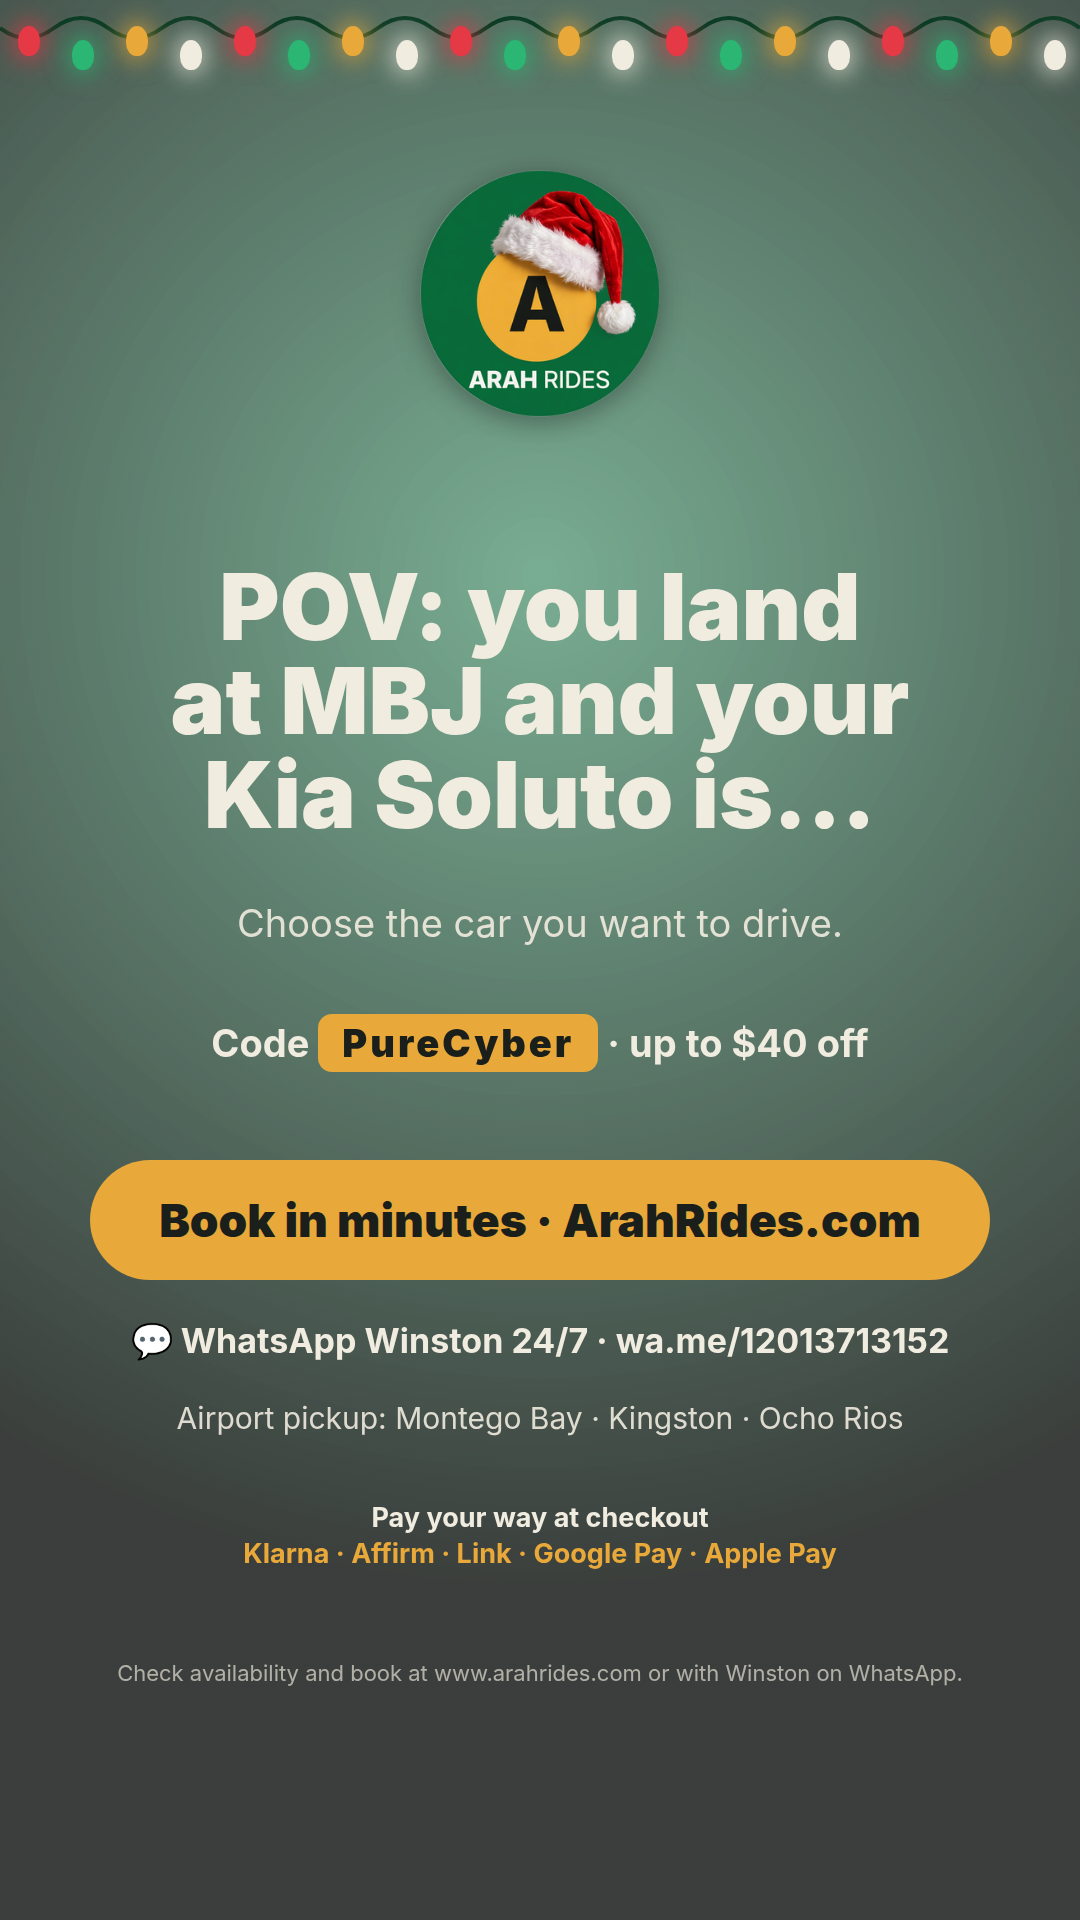 A
ARAH RIDES
POV: you land
at MBJ and your
Kia Soluto is...
Choose the car you want to drive.
Code PureCyber · up to $40 off
Book in minutes · ArahRides.com
💬 WhatsApp Winston 24/7 · wa.me/12013713152
Airport pickup: Montego Bay · Kingston · Ocho Rios
Pay your way at checkout
Klarna · Affirm · Link · Google Pay · Apple Pay
Check availability and book at www.arahrides.com or with Winston on WhatsApp.